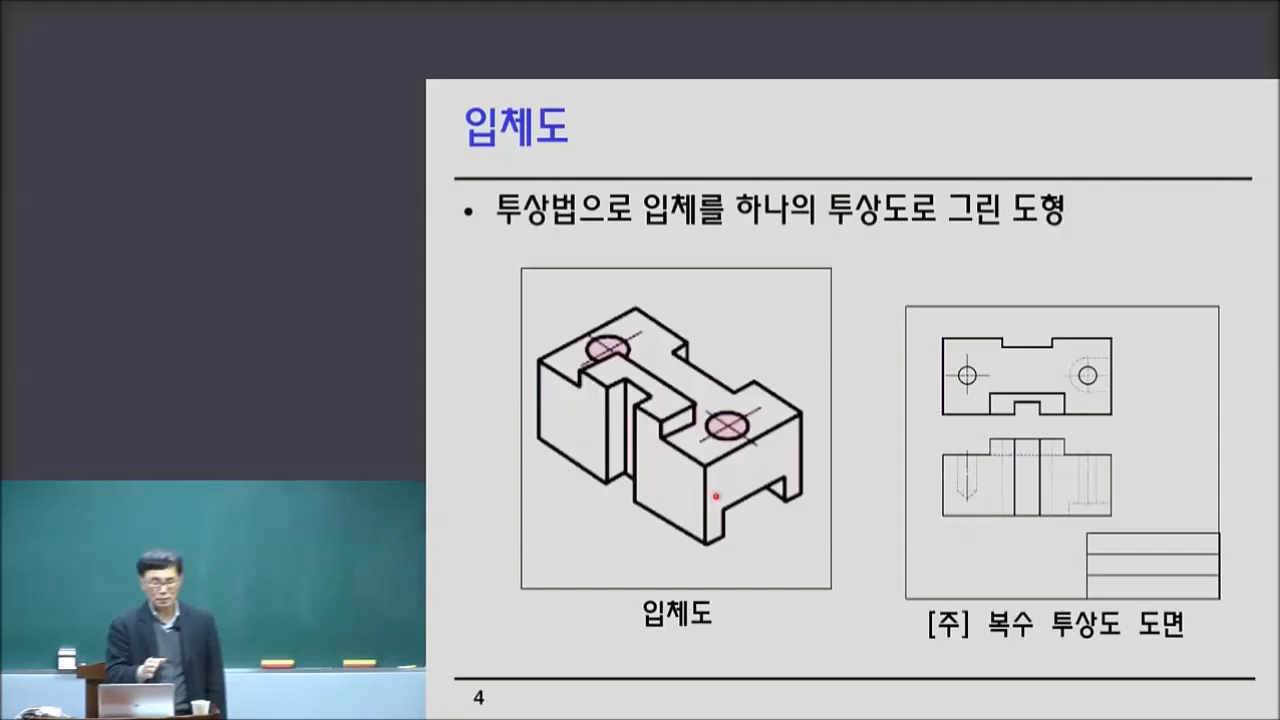 입체도
• 투상법으로 입체를 하나의 투상도로 그린 도형
입체도
[주] 복수 투상도 도면
4